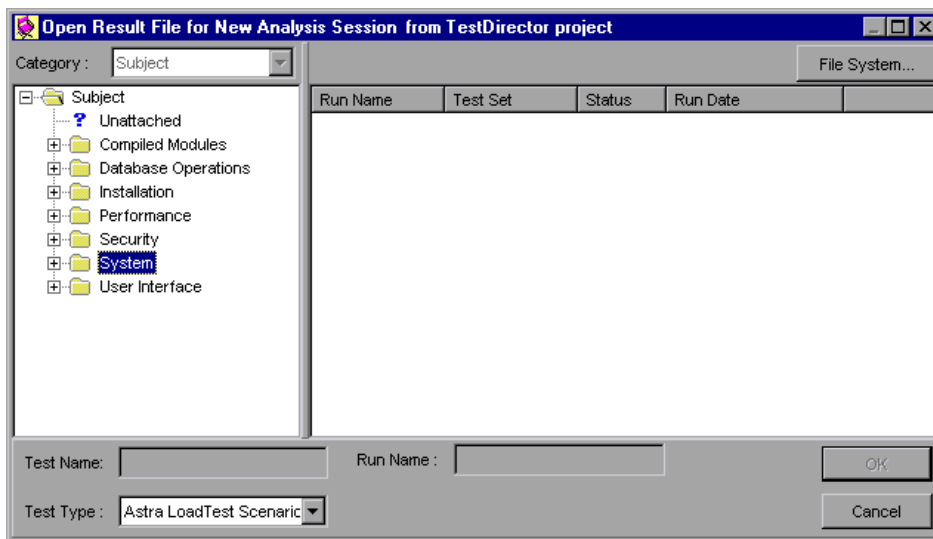 Open Result File for New Analysis Session from TestDirector project
Category : Subject
File System...
Subject
Unattached
Compiled Modules
Database Operations
Installation
Performance
Security
System
User Interface
Run Name Test Set Status Run Date
Test Name: Run Name :
OK
Test Type : Astra LoadTest Scenaric
Cancel